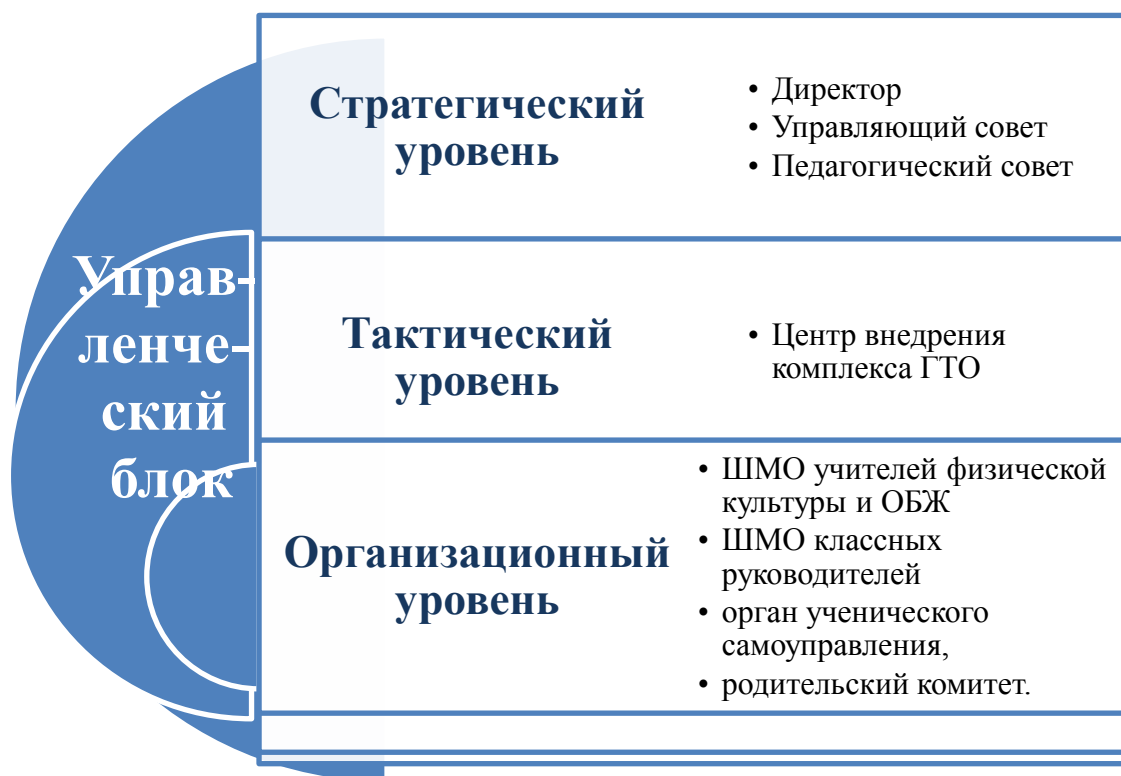 Управ-
ленче-
ский
блок
Стратегический
уровень
• Директор
• Управляющий совет
• Педагогический совет
Тактический
уровень
• Центр внедрения
комплекса ГТО
Организационный
уровень
• ШМО учителей физической
культуры и ОБЖ
• ШМО классных
руководителей
• орган ученического
самоуправления,
• родительский комитет.